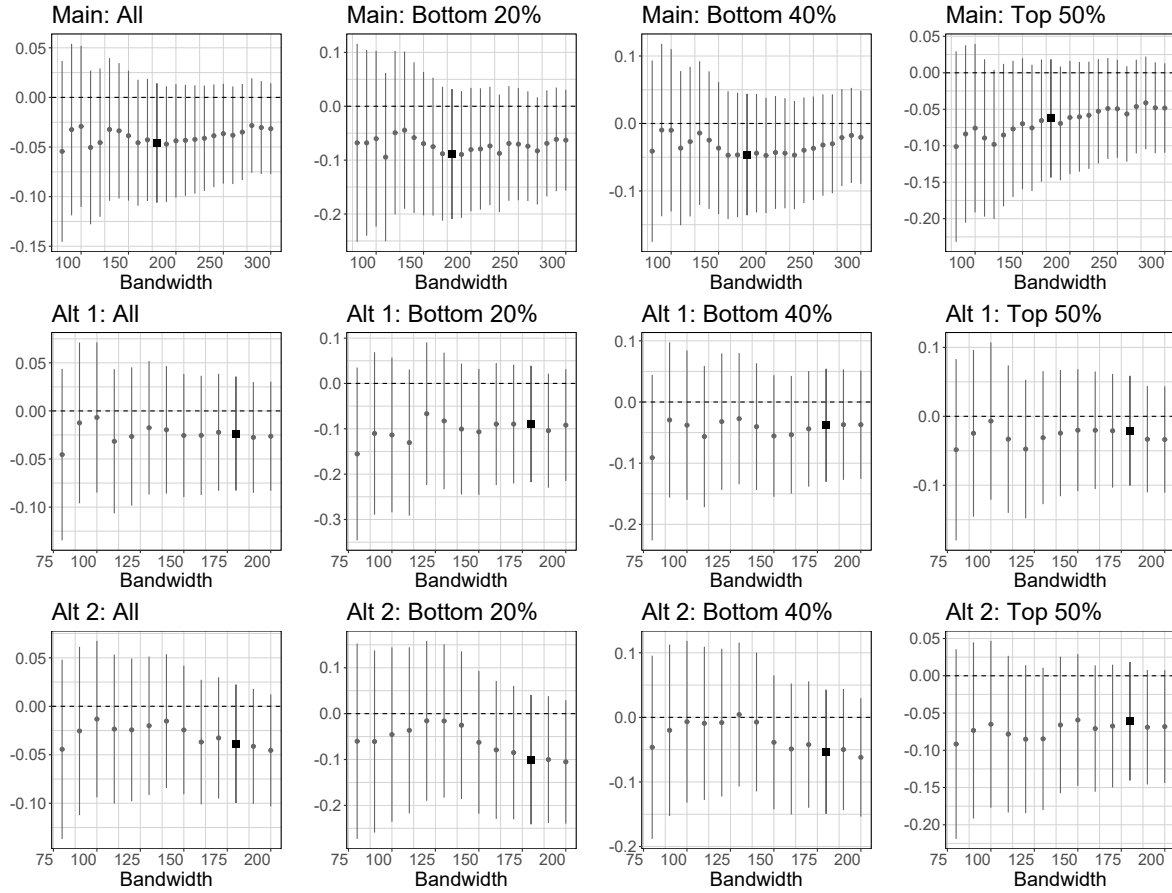 Main: All
Main: Bottom 20%
Main: Bottom 40%
Main: Top 50%
0.05
0.00
-0.05
-0.10
-0.15
0.1
0.0
-0.1
-0.2
0.1
0.0
-0.1
0.05
0.00
-0.05
-0.10
-0.15
-0.20
100 150 200 250 300
100 150 200 250 300
100 150 200 250 300
100 150 200 250 300
Bandwidth
Bandwidth
Bandwidth
Bandwidth
Alt 1: All
Alt 1: Bottom 20%
Alt 1: Bottom 40%
Alt 1: Top 50%
0.05
0.00
-0.05
-0.10
0.1
0.0
-0.1
-0.2
-0.3
0.1
0.0
-0.1
-0.2
0.1
0.0
-0.1
75 100 125 150 175 200
75 100 125 150 175 200
75 100 125 150 175 200
75 100 125 150 175 200
Bandwidth
Bandwidth
Bandwidth
Bandwidth
Alt 2: All
Alt 2: Bottom 20%
Alt 2: Bottom 40%
Alt 2: Top 50%
0.05
0.00
-0.05
-0.10
0.1
0.0
-0.1
-0.2
0.1
0.0
-0.1
-0.2
0.05
0.00
-0.05
-0.10
-0.15
-0.20
75 100 125 150 175 200
75 100 125 150 175 200
75 100 125 150 175 200
75 100 125 150 175 200
Bandwidth
Bandwidth
Bandwidth
Bandwidth